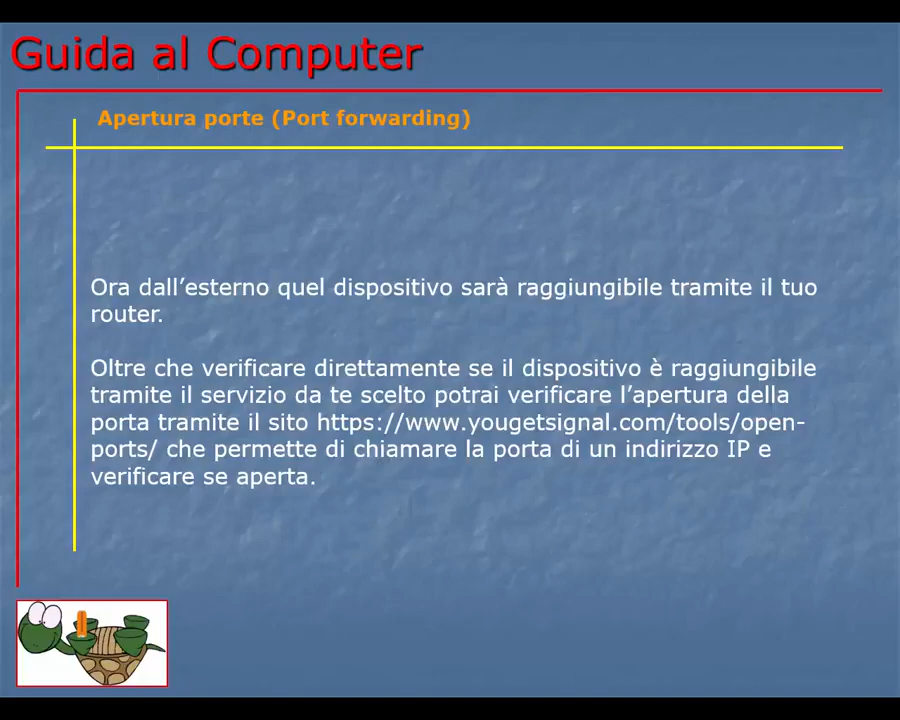 Guida al Computer
Apertura porte (Port forwarding)
Ora dall’esterno quel dispositivo sarà raggiungibile tramite il tuo
router.
Oltre che verificare direttamente se il dispositivo è raggiungibile
tramite il servizio da te scelto potrai verificare l’apertura della
porta tramite il sito https://www.yougetsignal.com/tools/open-
ports/ che permette di chiamare la porta di un indirizzo IP e
verificare se aperta.